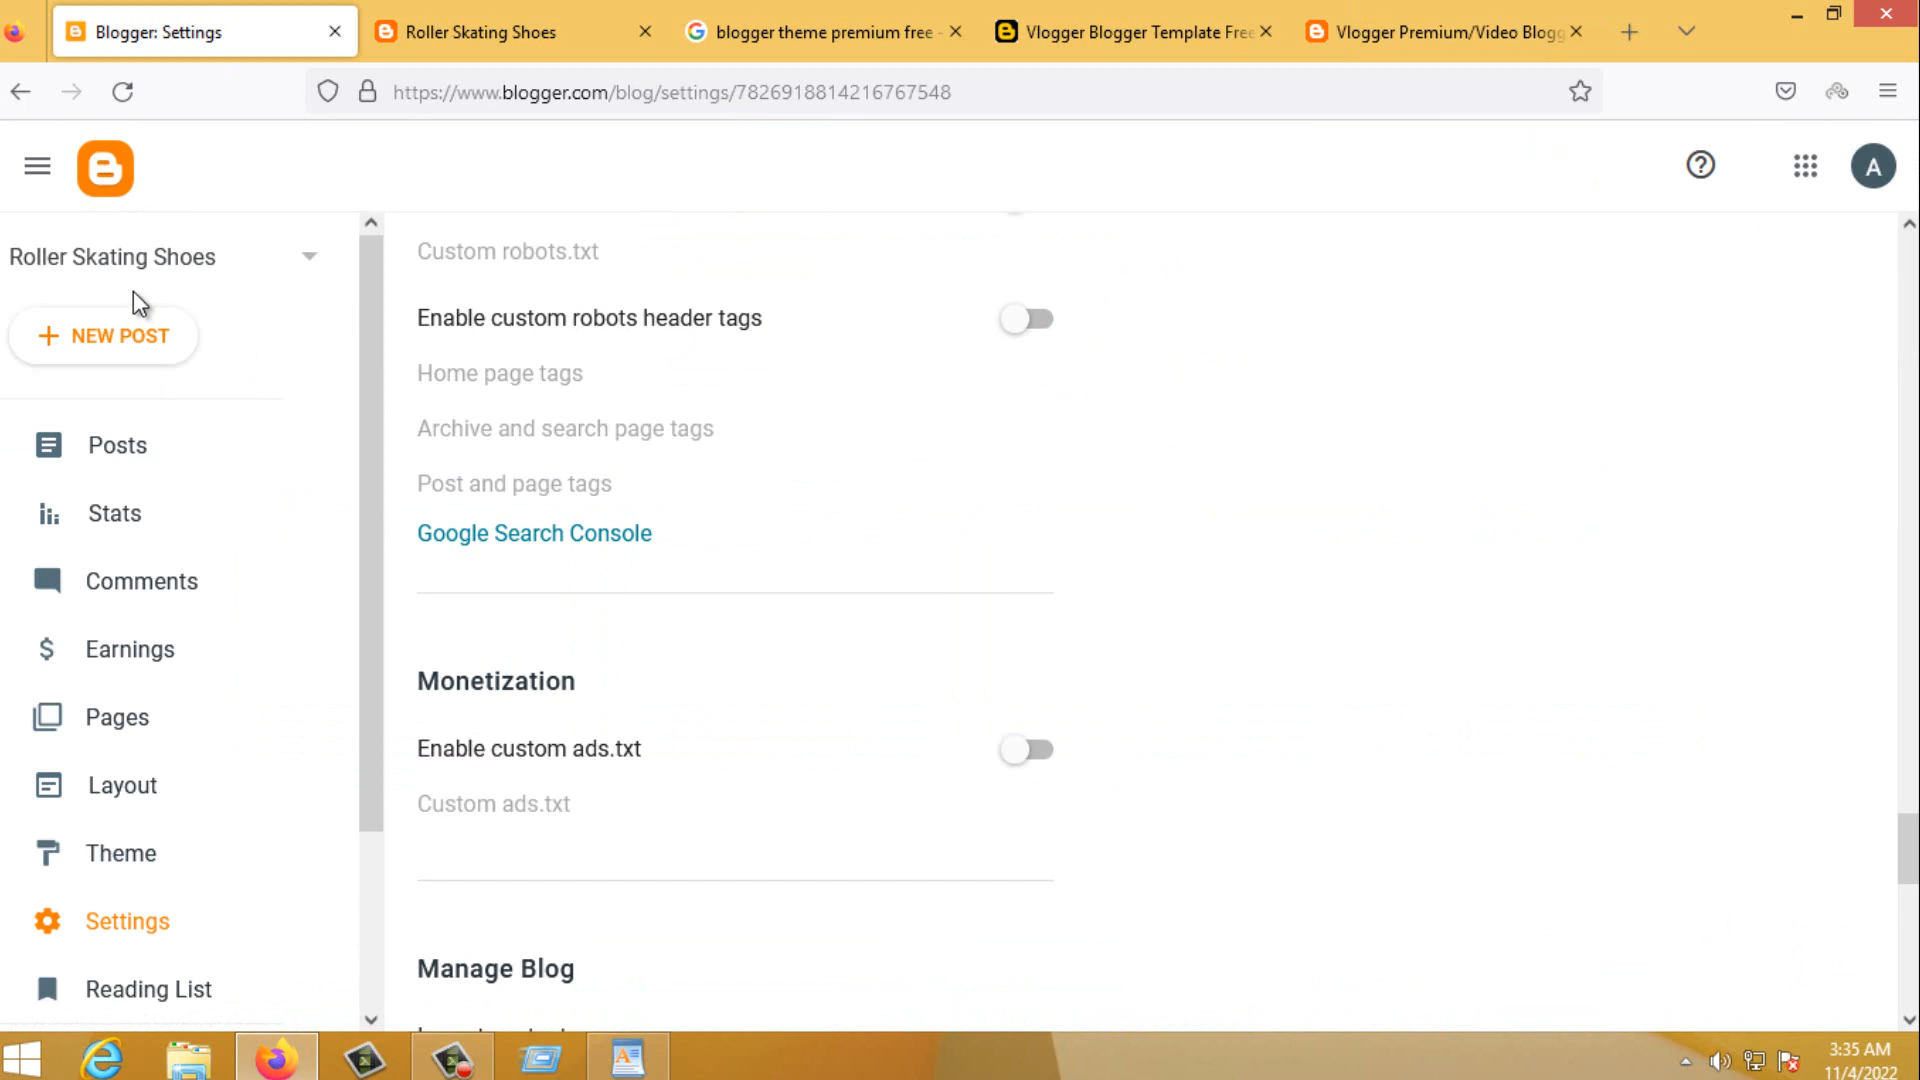 Blogger: Settings
Roller Skating Shoes
blogger theme premium free -
Vlogger Blogger Template Free
Vlogger Premium/Video Blogg
https://www.blogger.com/blog/settings/7826918814216767548
A
Roller Skating Shoes
NEW POST
Posts
Stats
Comments
Earnings
Pages
Layout
Theme
Settings
Reading List
Custom robots.txt
Enable custom robots header tags
Home page tags
Archive and search page tags
Post and page tags
Google Search Console
Monetization
Enable custom ads.txt
Custom ads.txt
Manage Blog
3:35 AM
11/4/2022